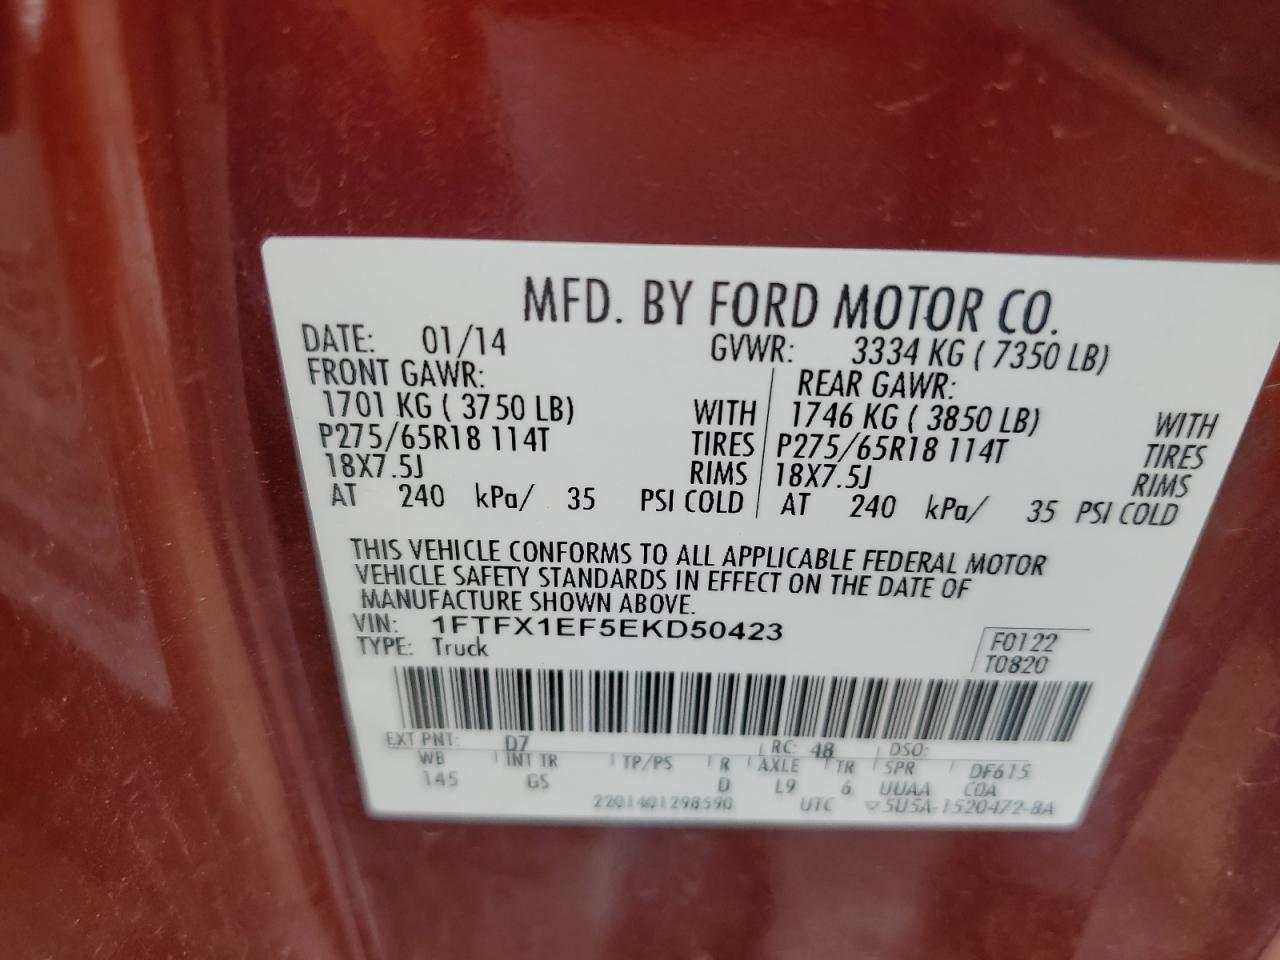 MFD. BY FORD MOTOR CO.
DATE: 01/14 GVWR: 3334 KG ( 7350 LB)
FRONT GAWR: REAR GAWR:
1701 KG ( 3750 LB) WITH 1746 KG ( 3850 LB) WITH
P275/65R18 114T TIRES P275/65R18 114T TIRES
18X7.5J RIMS 18X7.5J RIMS
AT 240 kPa/ 35 PSI COLD AT 240 kPa/ 35 PSI COLD
THIS VEHICLE CONFORMS TO ALL APPLICABLE FEDERAL MOTOR
VEHICLE SAFETY STANDARDS IN EFFECT ON THE DATE OF
MANUFACTURE SHOWN ABOVE.
VIN: 1FTFX1EF5EKD50423
TYPE: Truck
F0122
T0820
EXT PNT: D7 RC: 48 DSO:
WB INT TR TP/PS R AXLE TR SPR DF615
145 GS D L9 6 UUAA COA
2201401298590 UTC ▽5U5A-1520472-BA